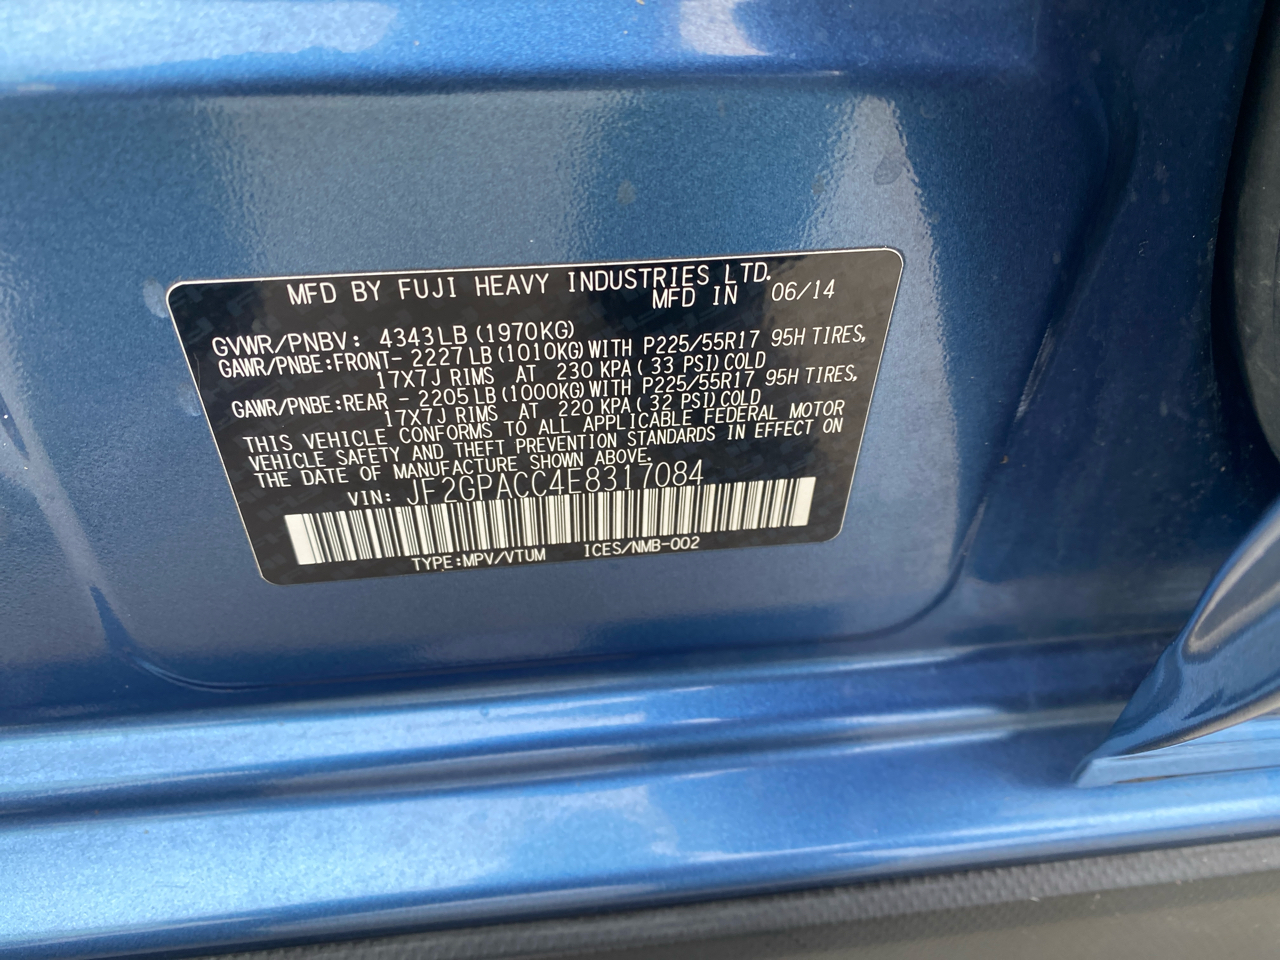 MFD BY FUJI HEAVY INDUSTRIES LTD.
MFD IN 06/14
GVWR/PNBV: 4343LB (1970KG)
GAWR/PNBE:FRONT- 2227 LB (1010KG) WITH P225/55R17 95H TIRES,
17X7J RIMS AT 230 KPA ( 33 PSI) COLD
GAWR/PNBE:REAR - 2205 LB (1000KG) WITH P225/55R17 95H TIRES,
17X7J RIMS AT 220 KPA ( 32 PSI) COLD
THIS VEHICLE CONFORMS TO ALL APPLICABLE FEDERAL MOTOR
VEHICLE SAFETY AND THEFT PREVENTION STANDARDS IN EFFECT ON
THE DATE OF MANUFACTURE SHOWN ABOVE.
VIN: JF2GPACC4E8317084
TYPE:MPV/VTUM ICES/NMB-002